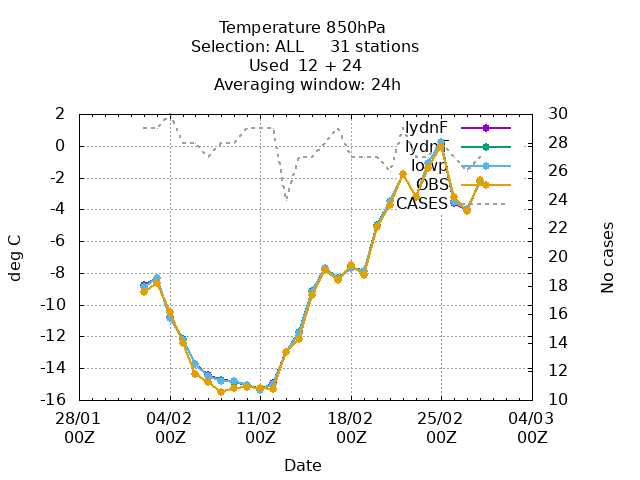 Temperature 850hPa
Selection: ALL     31 stations
Used  12 + 24
Averaging window: 24h
2
0
-2
-4
-6
-8
-10
-12
-14
-16
30
28
26
24
22
20
18
16
14
12
10
lydnF
lydnT
lowp
OBS
CASES
deg C
No cases
28/01 04/02 11/02 18/02 25/02 04/03
00Z 00Z 00Z 00Z 00Z 00Z
Date